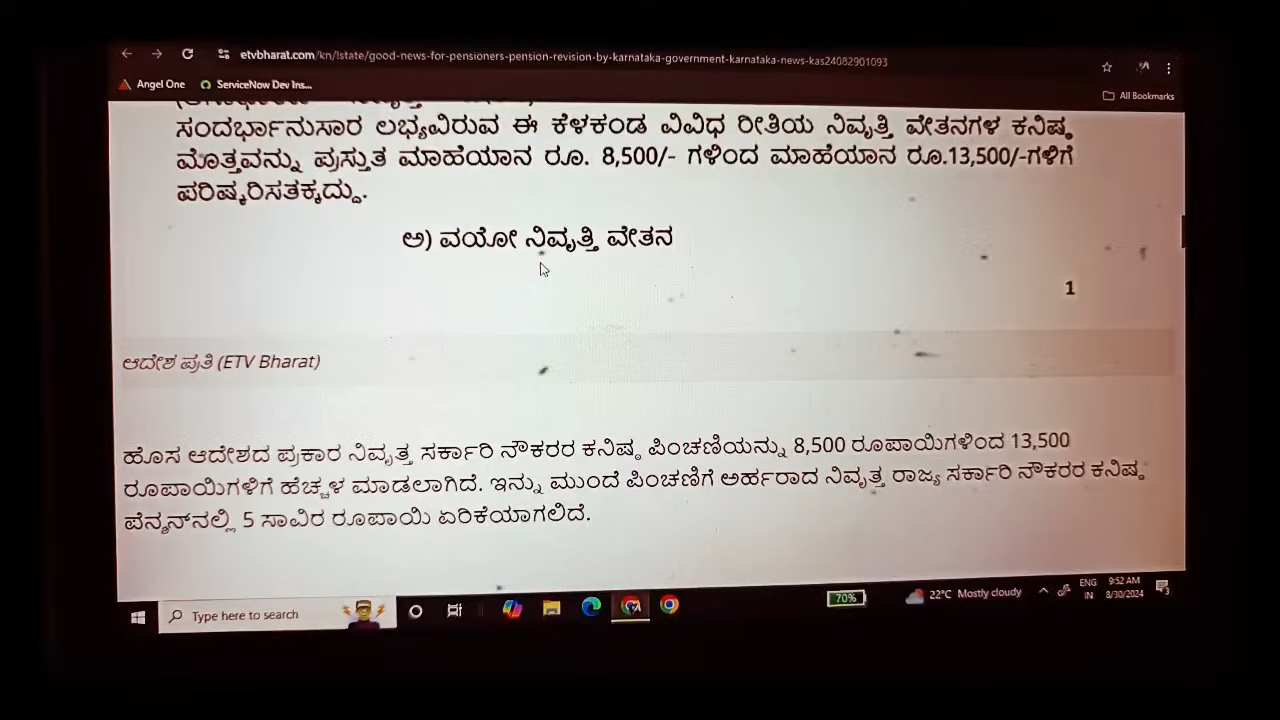 etvbharat.com/kn/!state/good-news-for-pensioners-pension-revision-by-karnataka-government-karnataka-news-kas24082901093
Angel One ServiceNow Dev Ins...
All Bookmarks
ಸಂದರ್ಭಾನುಸಾರ ಲಭ್ಯವಿರುವ ಈ ಕೆಳಕಂಡ ವಿವಿಧ ರೀತಿಯ ನಿವೃತ್ತಿ ವೇತನಗಳ ಕನಿಷ್ಠ
ಮೊತ್ತವನ್ನು ಪ್ರಸ್ತುತ ಮಾಹೆಯಾನ ರೂ. 8,500/- ಗಳಿಂದ ಮಾಹೆಯಾನ ರೂ.13,500/-ಗಳಿಗೆ
ಪರಿಷ್ಕರಿಸತಕ್ಕದ್ದು.
ಅ) ವಯೋ ನಿವೃತ್ತಿ ವೇತನ
1
ಆದೇಶ ಪ್ರತಿ (ETV Bharat)
ಹೊಸ ಆದೇಶದ ಪ್ರಕಾರ ನಿವೃತ್ತ ಸರ್ಕಾರಿ ನೌಕರರ ಕನಿಷ್ಠ ಪಿಂಚಣಿಯನ್ನು 8,500 ರೂಪಾಯಿಗಳಿಂದ 13,500
ರೂಪಾಯಿಗಳಿಗೆ ಹೆಚ್ಚಳ ಮಾಡಲಾಗಿದೆ. ಇನ್ನು ಮುಂದೆ ಪಿಂಚಣಿಗೆ ಅರ್ಹರಾದ ನಿವೃತ್ತ ರಾಜ್ಯ ಸರ್ಕಾರಿ ನೌಕರರ ಕನಿಷ್ಠ
ಪೆನ್ಶನ್‌ನಲ್ಲಿ 5 ಸಾವಿರ ರೂಪಾಯಿ ಏರಿಕೆಯಾಗಲಿದೆ.
Type here to search
70%
22°C Mostly cloudy
ENG
IN
9:52 AM
8/30/2024
3